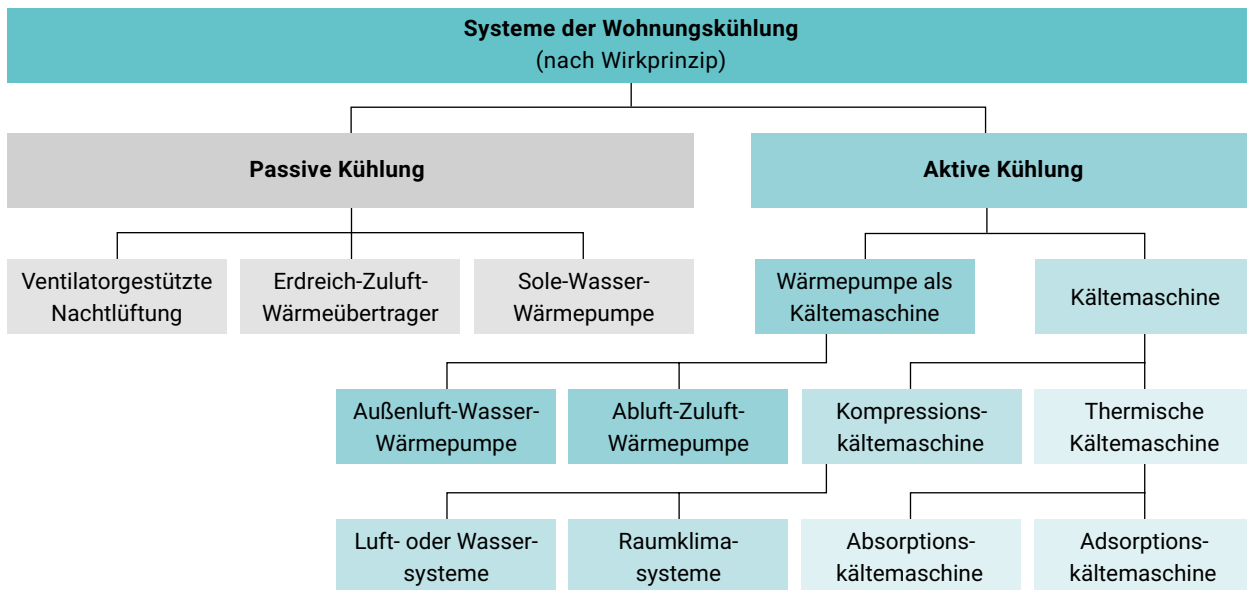 Systeme der Wohnungskühlung
(nach Wirkprinzip)
Passive Kühlung
Aktive Kühlung
Ventilatorgestützte
Nachtlüftung
Erdreich-Zuluft-
Wärmeübertrager
Sole-Wasser-
Wärmepumpe
Wärmepumpe als
Kältemaschine
Kältemaschine
Außenluft-Wasser-
Wärmepumpe
Abluft-Zuluft-
Wärmepumpe
Kompressions-
kältemaschine
Thermische
Kältemaschine
Luft- oder Wasser-
systeme
Raumklima-
systeme
Absorptions-
kältemaschine
Adsorptions-
kältemaschine